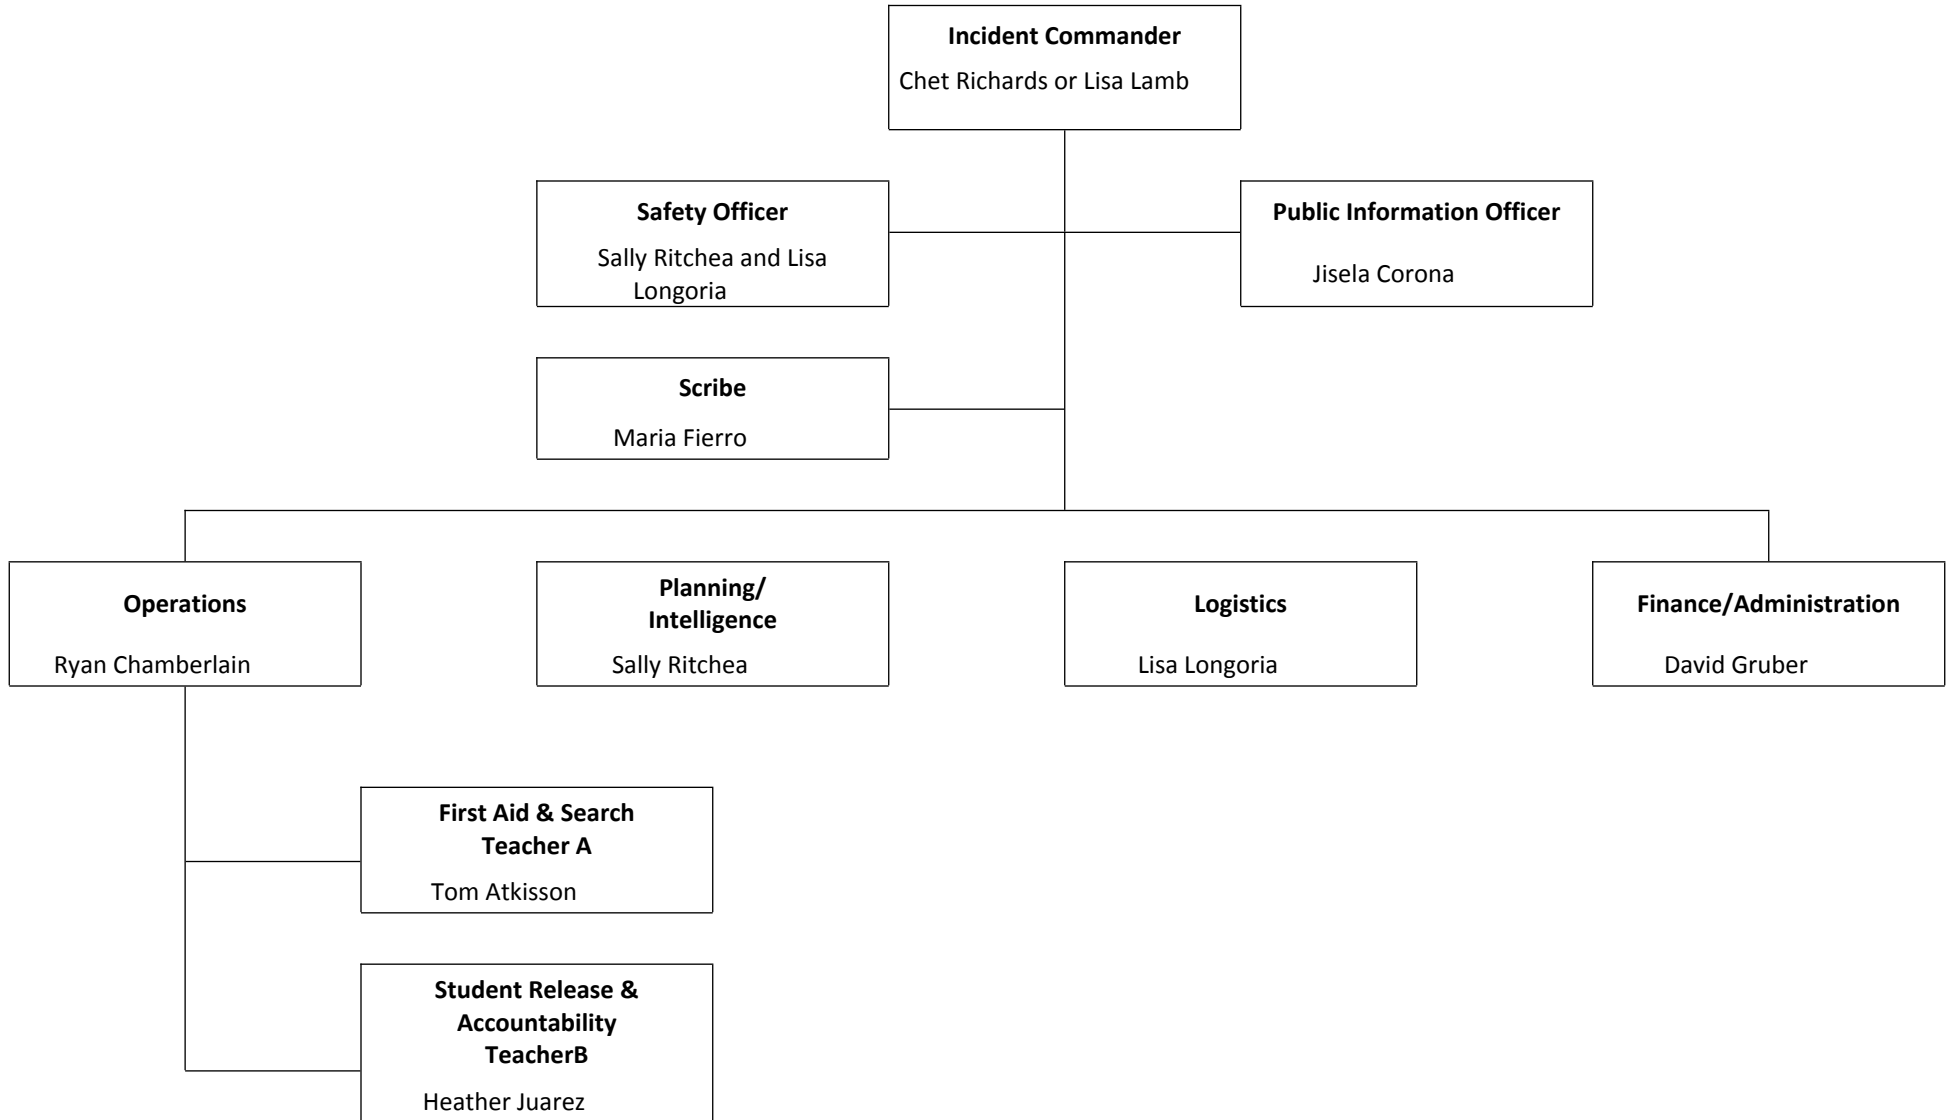 Incident Commander
Chet Richards or Lisa Lamb
Safety Officer
Sally Ritchea and Lisa
Longoria
Public Information Officer
Jisela Corona
Scribe
Maria Fierro
Operations
Ryan Chamberlain
Planning/
Intelligence
Sally Ritchea
Logistics
Lisa Longoria
Finance/Administration
David Gruber
First Aid & Search
Teacher A
Tom Atkisson
Student Release &
Accountability
TeacherB
Heather Juarez